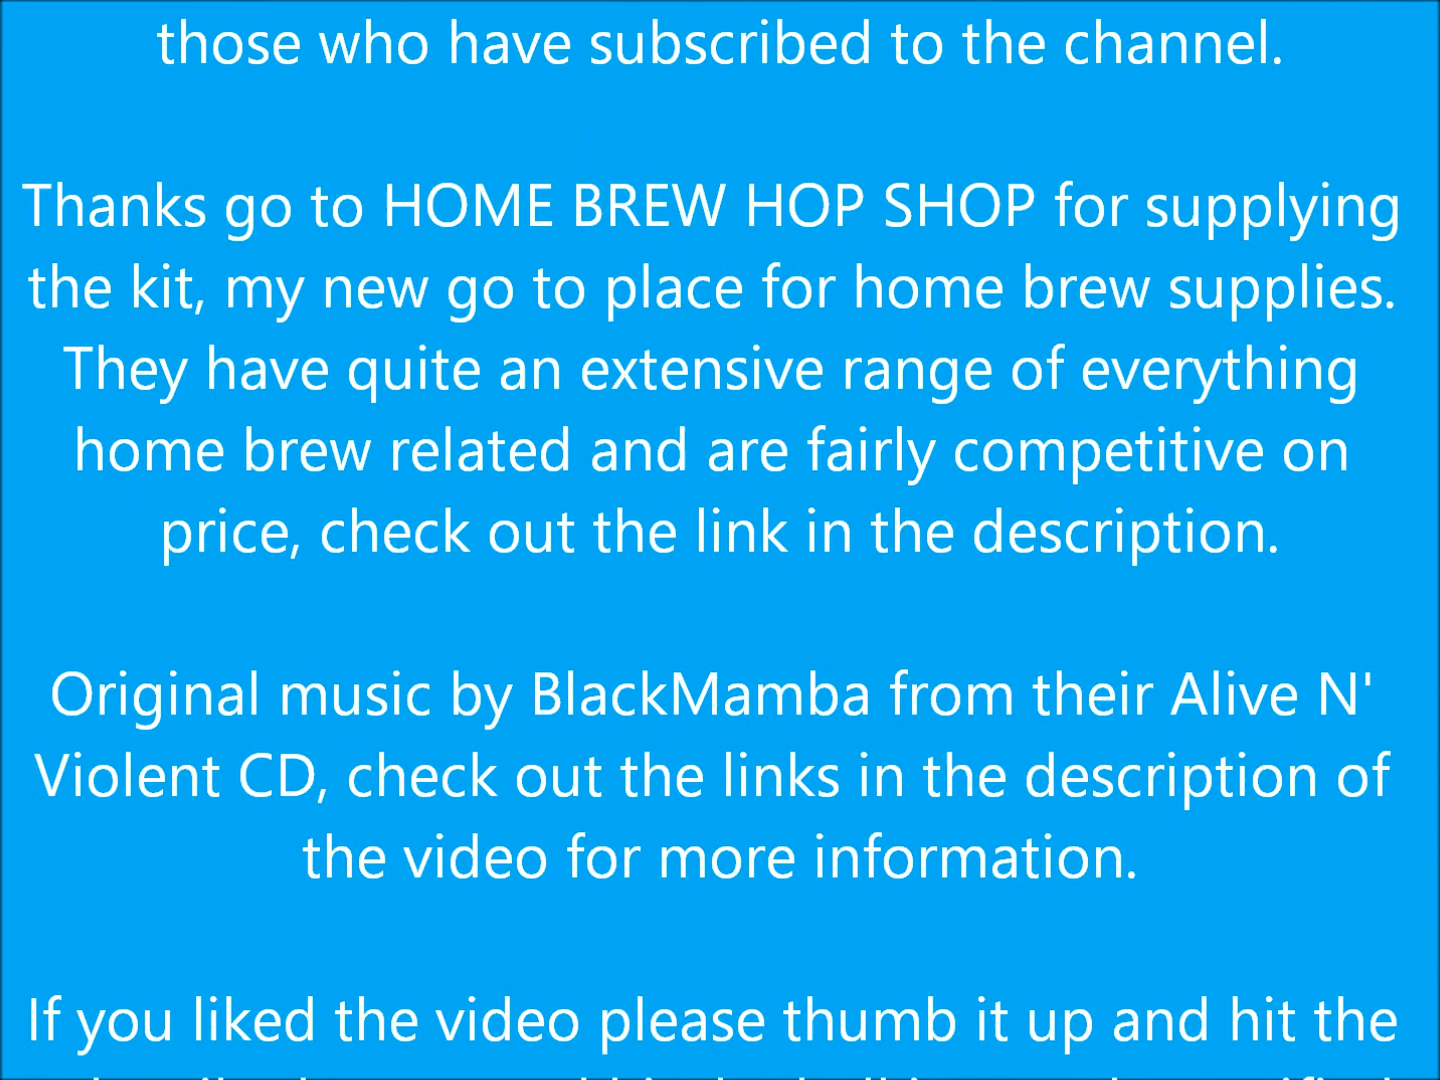 those who have subscribed to the channel.
Thanks go to HOME BREW HOP SHOP for supplying
the kit, my new go to place for home brew supplies.
They have quite an extensive range of everything
home brew related and are fairly competitive on
price, check out the link in the description.
Original music by BlackMamba from their Alive N'
Violent CD, check out the links in the description of
the video for more information.
If you liked the video please thumb it up and hit the